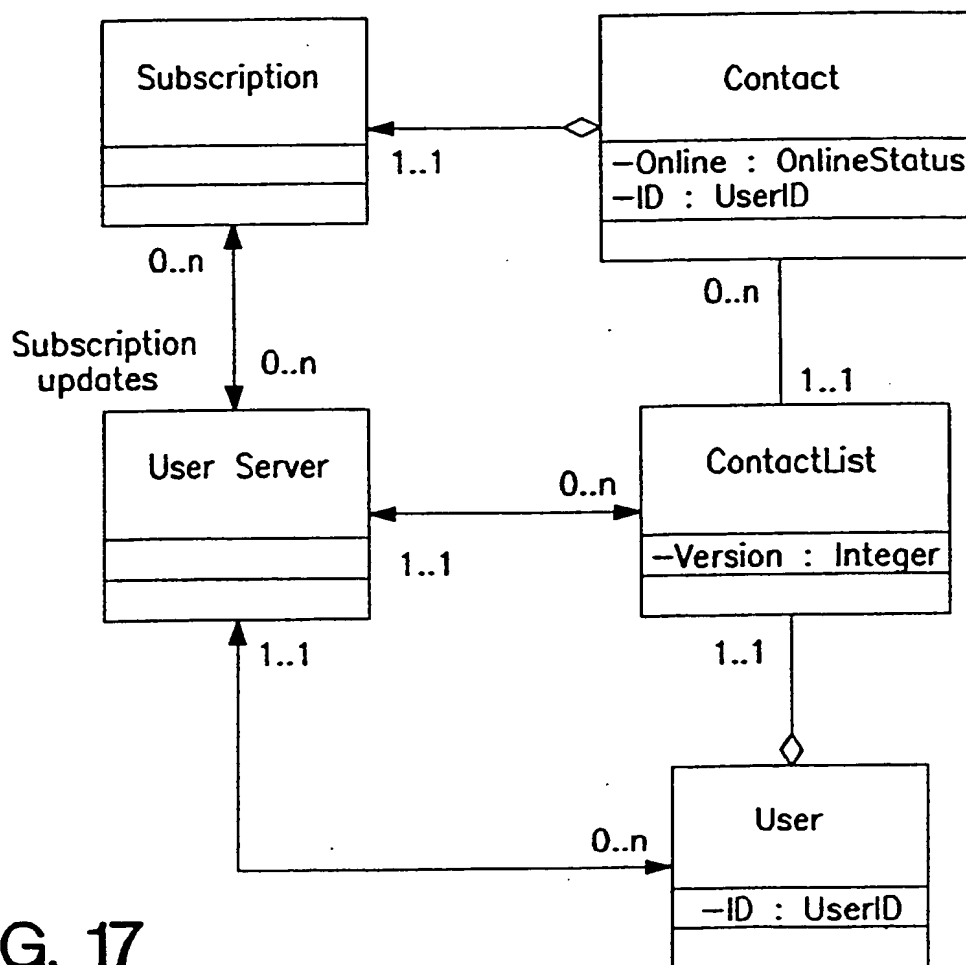 Subscription
Contact
-Online : OnlineStatus
-ID : UserID
1..1
0..n
0..n
Subscription
updates
0..n
1..1
User Server
ContactList
0..n
-Version : Integer
1..1
1..1
1..1
User
0..n
-ID : UserID
G. 17